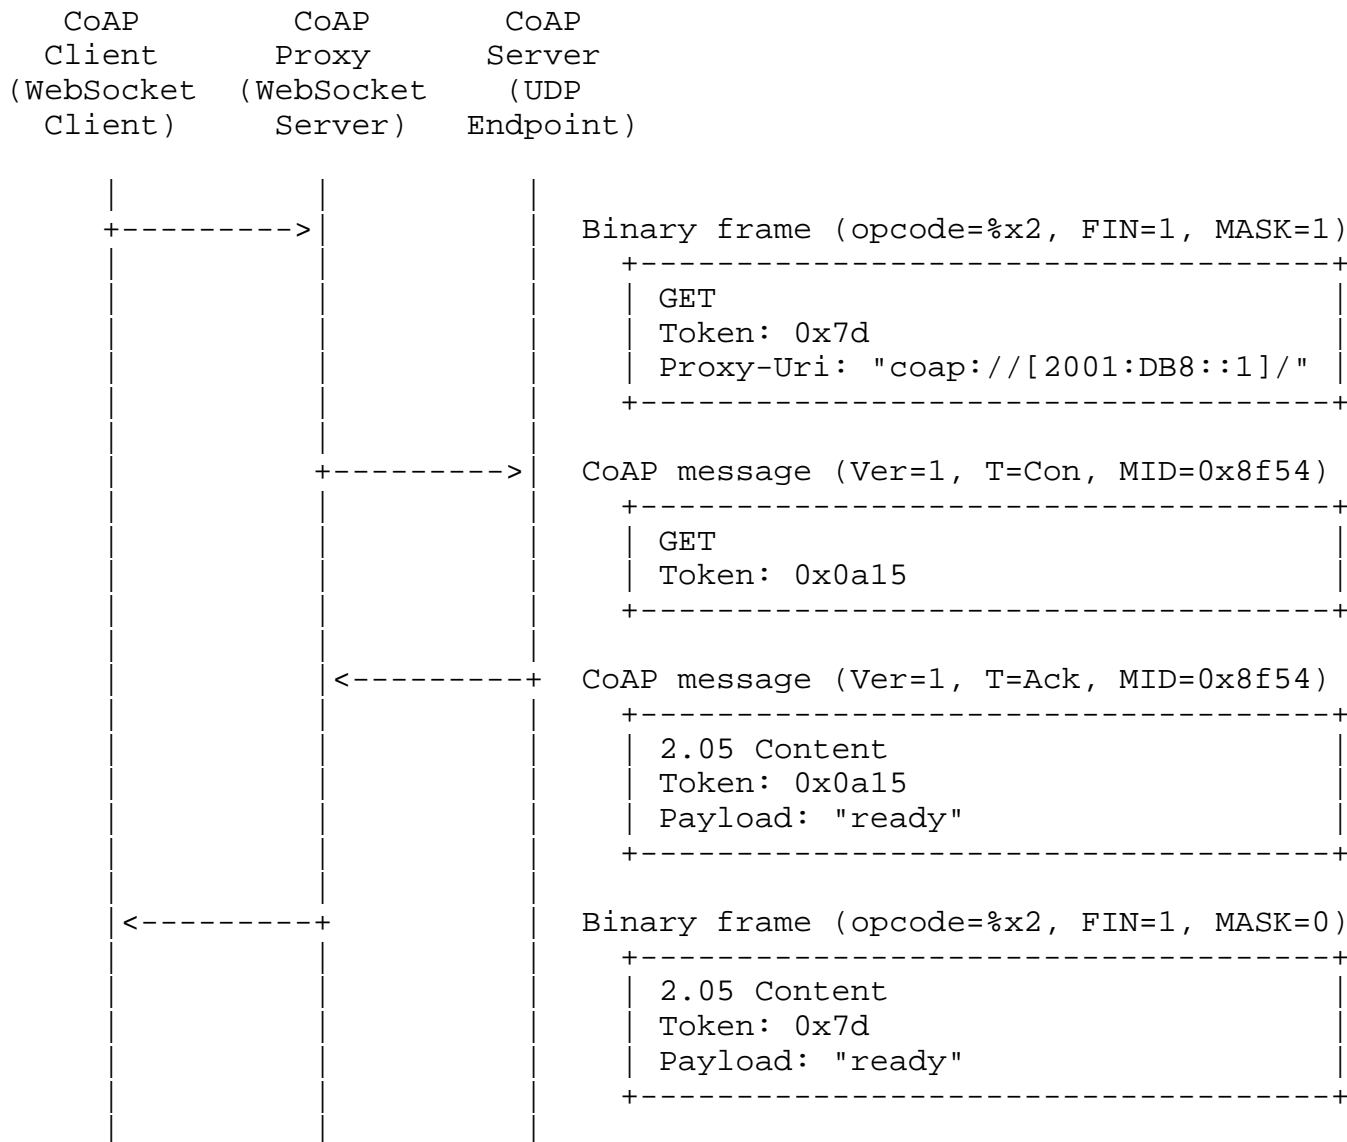 CoAP CoAP CoAP
Client Proxy Server
(WebSocket (WebSocket (UDP
Client) Server) Endpoint)
Binary frame (opcode=%x2, FIN=1, MASK=1)
GET
Token: 0x7d
Proxy-Uri: "coap://[2001:DB8::1]/"
CoAP message (Ver=1, T=Con, MID=0x8f54)
GET
Token: 0x0a15
CoAP message (Ver=1, T=Ack, MID=0x8f54)
2.05 Content
Token: 0x0a15
Payload: "ready"
Binary frame (opcode=%x2, FIN=1, MASK=0)
2.05 Content
Token: 0x7d
Payload: "ready"